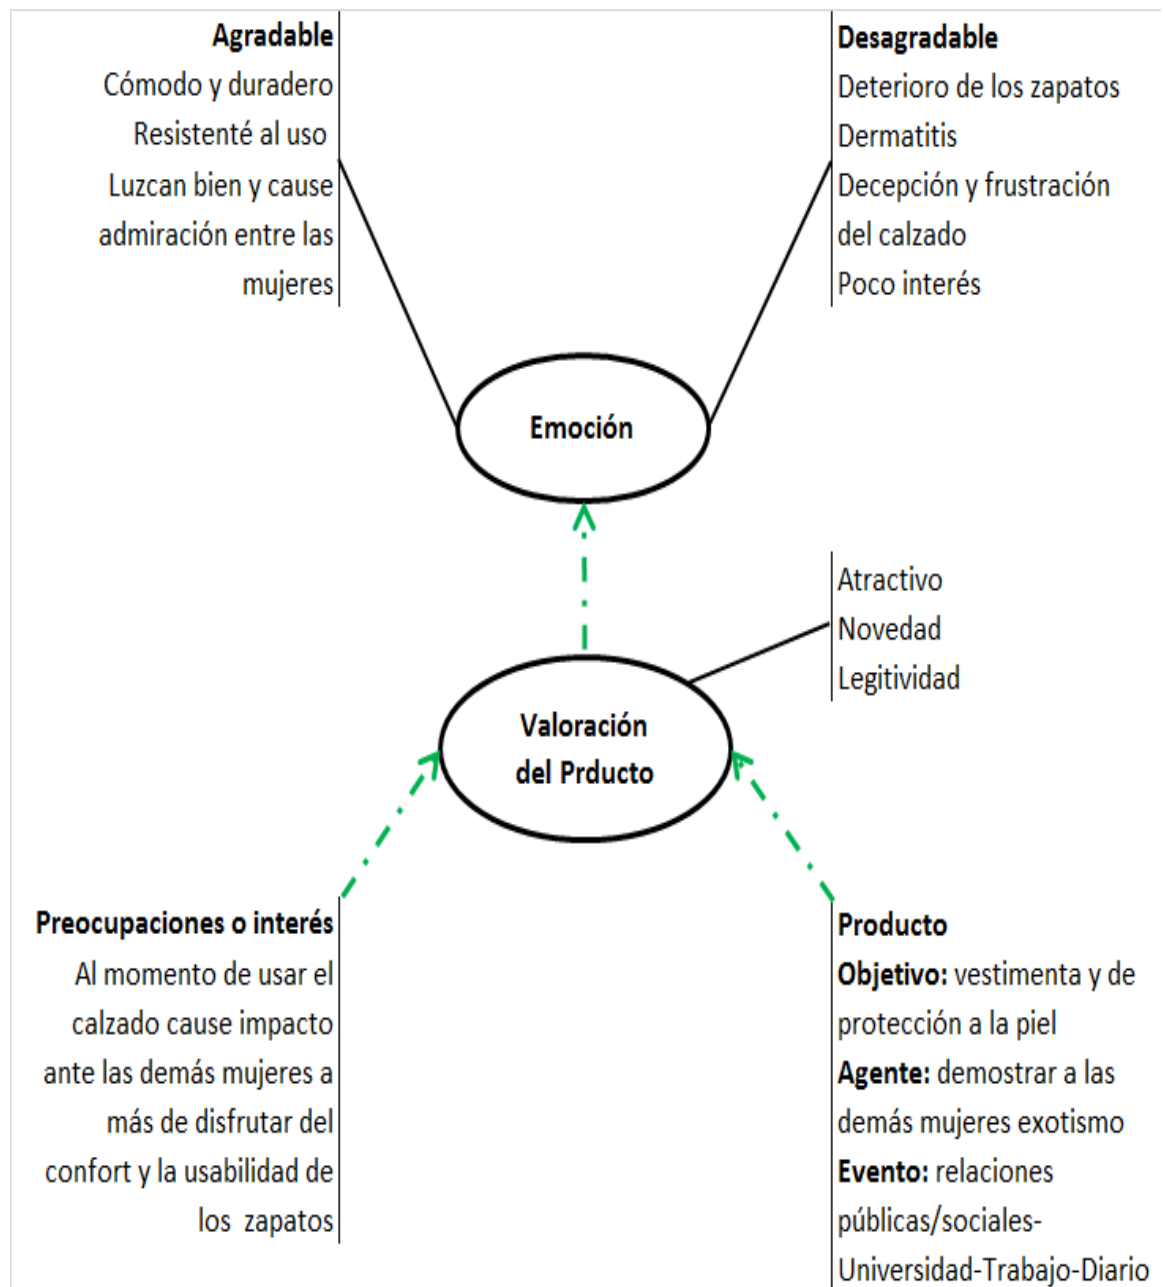 Agradable
Cómodo y duradero
Resistenté al uso
Luzcan bien y cause
admiración entre las
mujeres
Desagradable
Deterioro de los zapatos
Dermatitis
Decepción y frustración
del calzado
Poco interés
Emoción
Atractivo
Novedad
Legitividad
Valoración
del Prducto
Preocupaciones o interés
Al momento de usar el
calzado cause impacto
ante las demás mujeres a
más de disfrutar del
confort y la usabilidad de
los zapatos
Producto
Objetivo: vestimenta y de
protección a la piel
Agente: demostrar a las
demás mujeres exotismo
Evento: relaciones
públicas/sociales-
Universidad-Trabajo-Diario